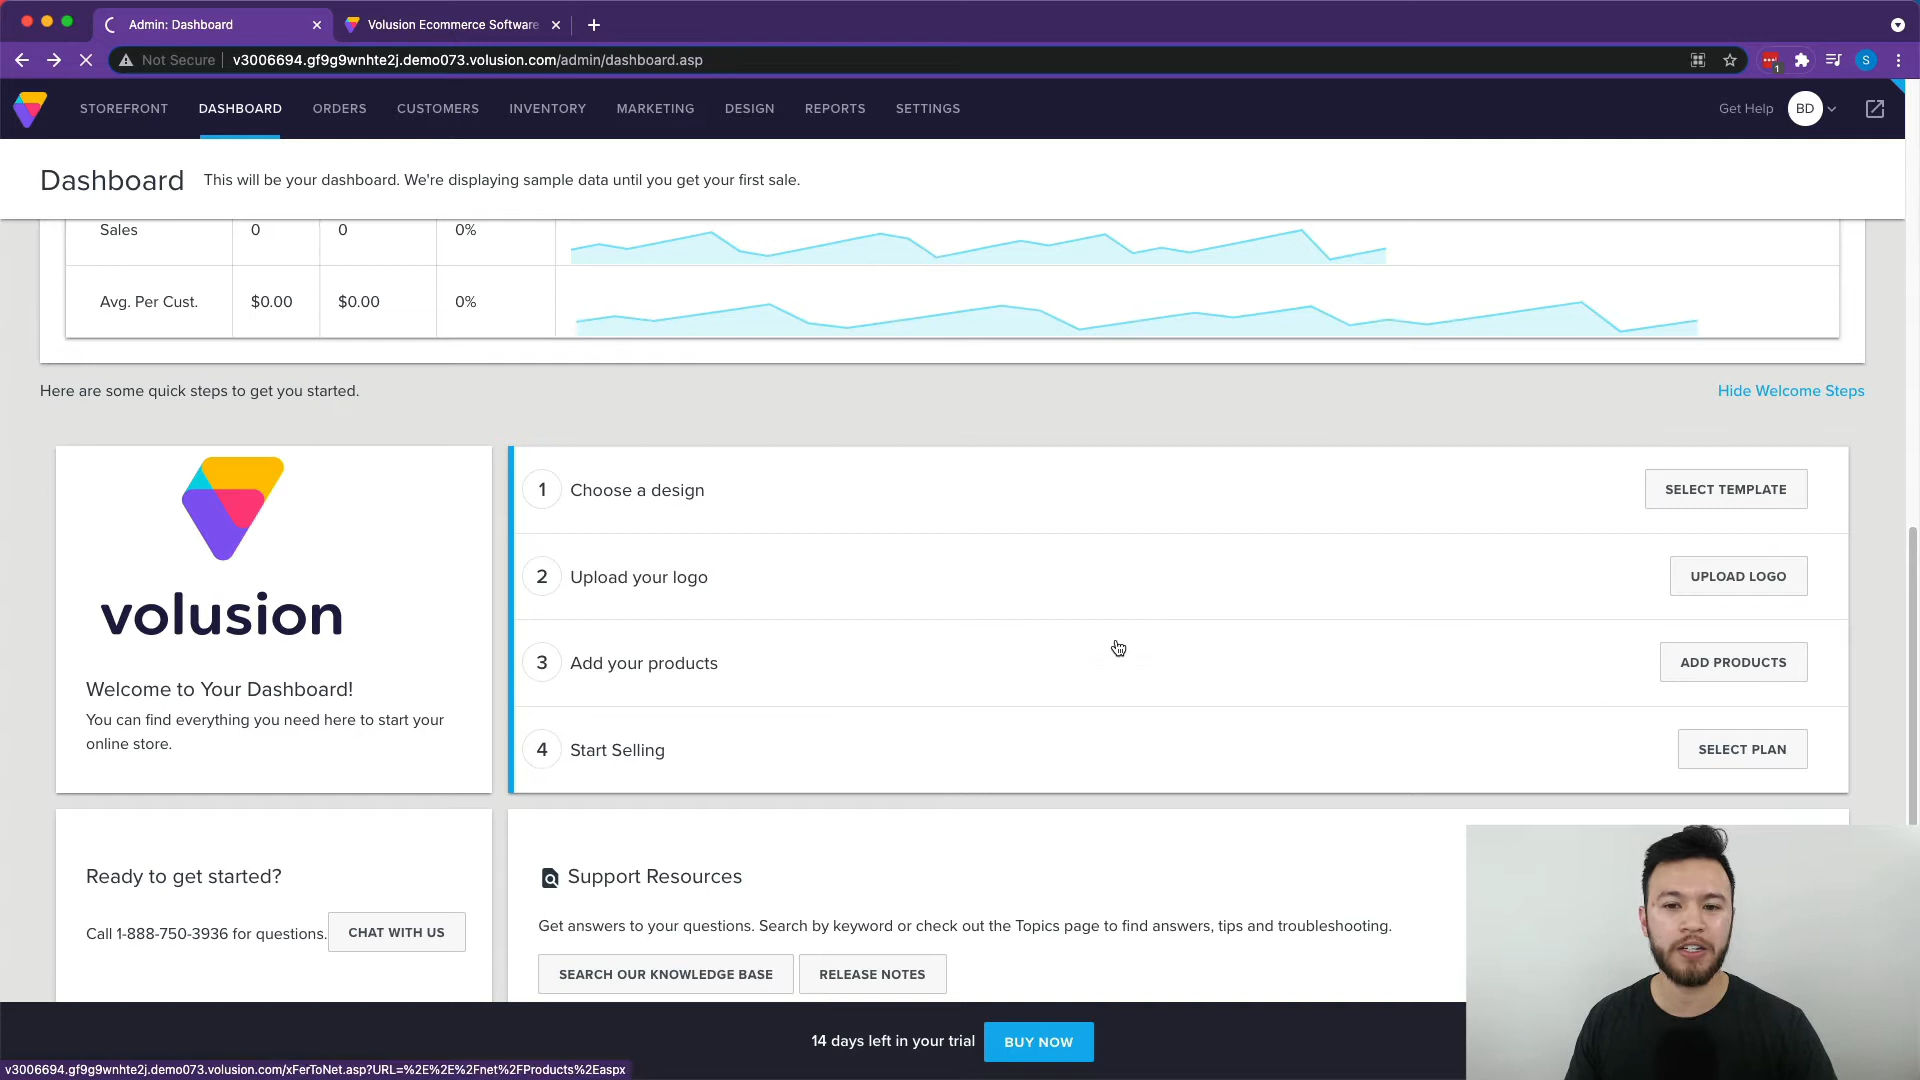 Admin: Dashboard
Volusion Ecommerce Software
Not Secure
v3006694.gf9g9wnhte2j.demo073.volusion.com/admin/dashboard.asp
1
S
STOREFRONT
DASHBOARD
ORDERS
CUSTOMERS
INVENTORY
MARKETING
DESIGN
REPORTS
SETTINGS
Get Help
BD
Dashboard
This will be your dashboard. We're displaying sample data until you get your first sale.
Sales 0 0 0%
Avg. Per Cust. $0.00 $0.00 0%
Here are some quick steps to get you started.
Hide Welcome Steps
volusion
Welcome to Your Dashboard!
You can find everything you need here to start your
online store.
1 Choose a design
SELECT TEMPLATE
2 Upload your logo
UPLOAD LOGO
3 Add your products
ADD PRODUCTS
4 Start Selling
SELECT PLAN
Ready to get started?
Call 1-888-750-3936 for questions.
CHAT WITH US
Support Resources
Get answers to your questions. Search by keyword or check out the Topics page to find answers, tips and troubleshooting.
SEARCH OUR KNOWLEDGE BASE
RELEASE NOTES
14 days left in your trial
BUY NOW
v3006694.gf9g9wnhte2j.demo073.volusion.com/xFerToNet.asp?URL=%2E%2E%2Fnet%2FProducts%2Easpx